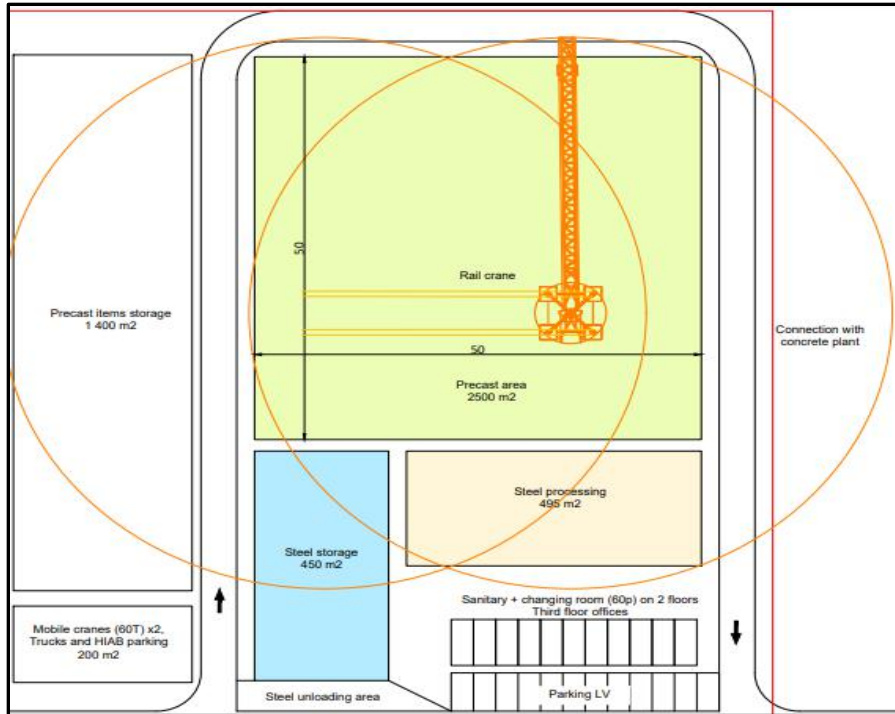 50
Rail crane
Precast items storage
1 400 m2
Connection with
concrete plant
50
Precast area
2500 m2
Steel processing
495 m2
Steel storage
450 m2
Sanitary + changing room (60p) on 2 floors
Third floor offices
Mobile cranes (60T) x2,
Trucks and HIAB parking
200 m2
Steel unloading area
Parking LV